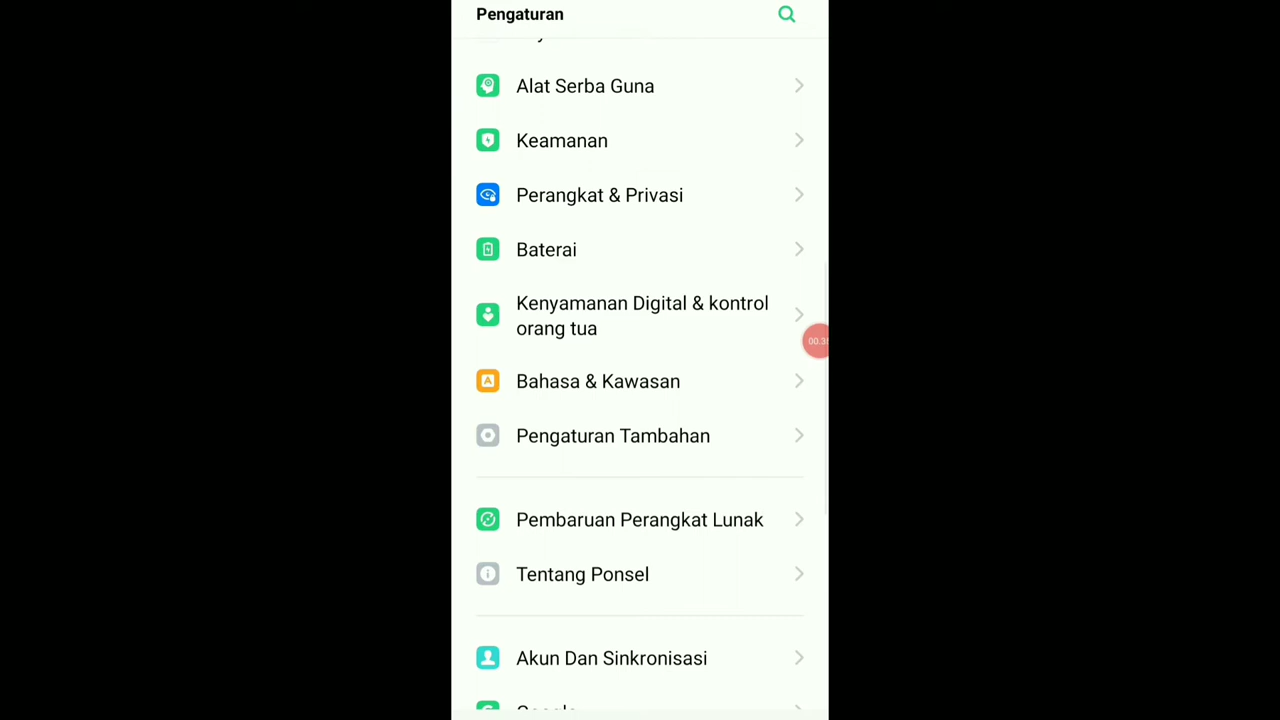 Pengaturan
Alat Serba Guna
Keamanan
Perangkat & Privasi
Baterai
Kenyamanan Digital & kontrol
orang tua
Bahasa & Kawasan
Pengaturan Tambahan
Pembaruan Perangkat Lunak
Tentang Ponsel
Akun Dan Sinkronisasi